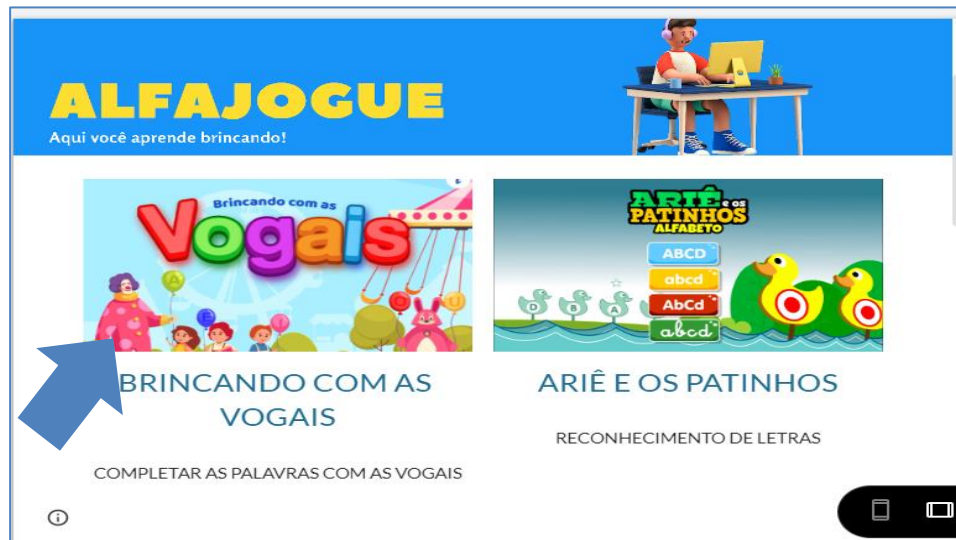 ALFAJOGUE
Aqui você aprende brincando!
Brincando com as
Vogais
A
E
I
O
U
ARIÊ e os
PATINHOS
ALFABETO
ABCD
abcd
AbCd
abcd
D
B
A
BRINCANDO COM AS
VOGAIS
COMPLETAR AS PALAVRAS COM AS VOGAIS
ARIÊ E OS PATINHOS
RECONHECIMENTO DE LETRAS